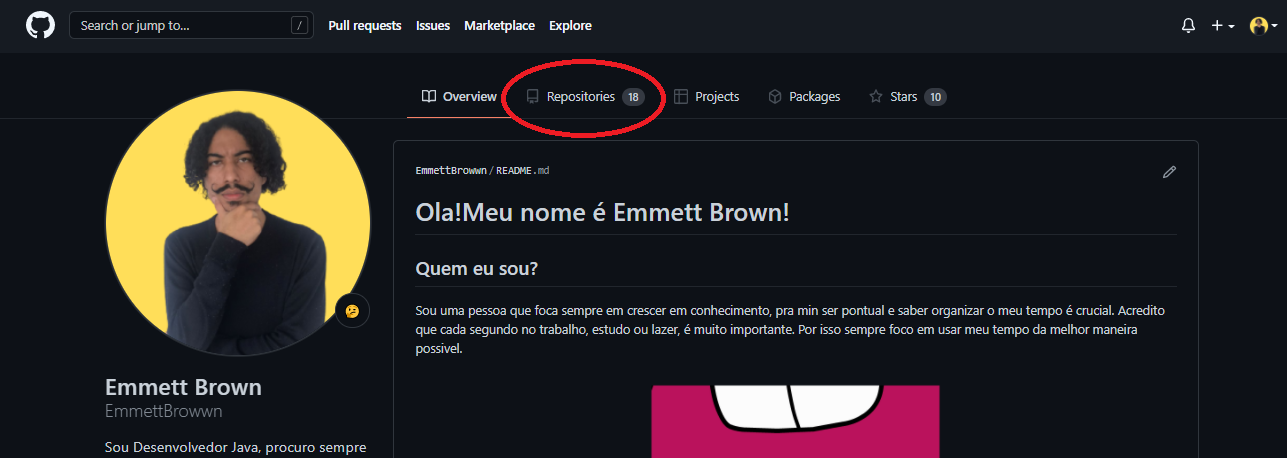 Search or jump to... /
Pull requests Issues Marketplace Explore
Overview Repositories 18 Projects Packages Stars 10
EmmettBrowwn/README.md
Ola!Meu nome é Emmett Brown!
Quem eu sou?
Sou uma pessoa que foca sempre em crescer em conhecimento, pra min ser pontual e saber organizar o meu tempo é crucial. Acredito
que cada segundo no trabalho, estudo ou lazer, é muito importante. Por isso sempre foco em usar meu tempo da melhor maneira
possivel.
Emmett Brown
EmmettBrowwn
Sou Desenvolvedor Java, procuro sempre